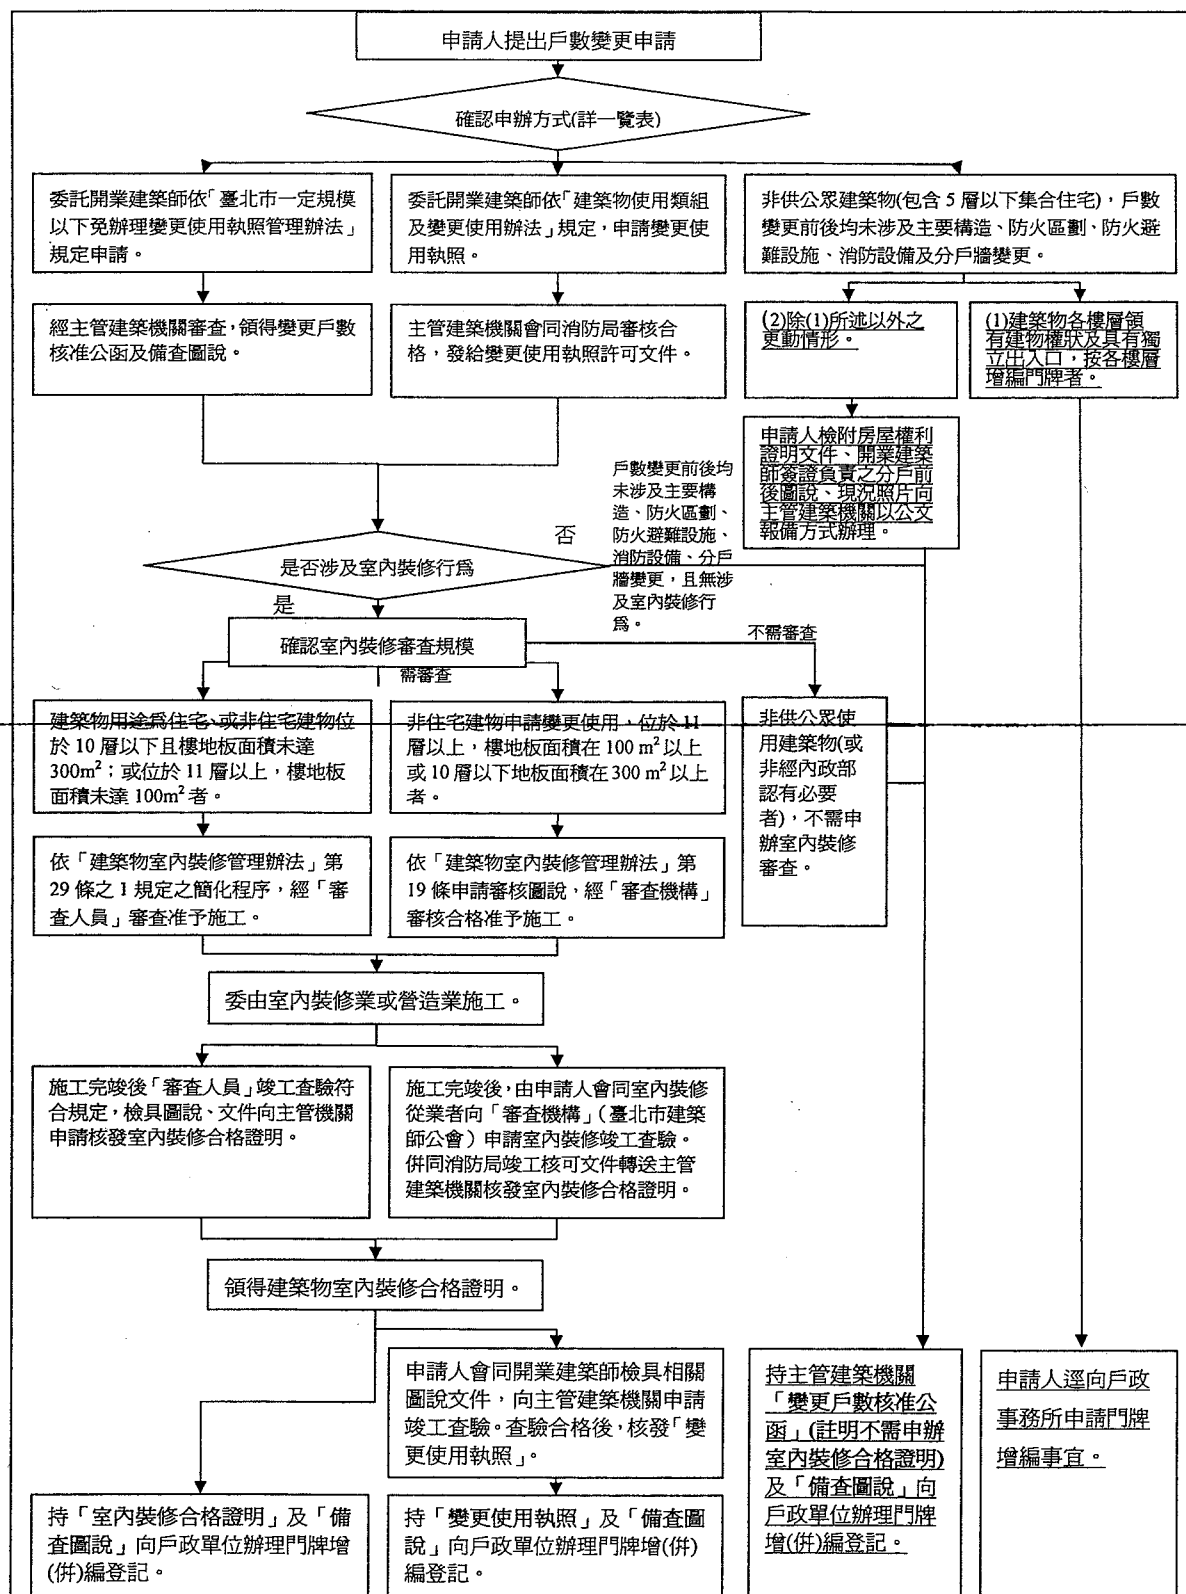 申請人提出戶數變更申請
確認申辦方式(詳一覽表)
委託開業建築師依「臺北市一定規模
以下免辦理變更使用執照管理辦法」
規定申請。
委託開業建築師依「建築物使用類組
及變更使用辦法」規定，申請變更使
用執照。
非供公眾建築物(包含 5 層以下集合住宅)，戶數
變更前後均未涉及主要構造、防火區劃、防火避
難設施、消防設備及分戶牆變更。
經主管建築機關審查，領得變更戶數
核准公函及備查圖說。
主管建築機關會同消防局審核合
格，發給變更使用執照許可文件。
(2)除(1)所述以外之
更動情形。
(1)建築物各樓層領
有建物權狀及具有獨
立出入口，按各樓層
增編門牌者。
申請人檢附房屋權利
證明文件、開業建築
師簽證負責之分戶前
後圖說、現況照片向
主管建築機關以公文
報備方式辦理。
戶數變更前後均
未涉及主要構
造、防火區劃、
防火避難設施、
消防設備、分戶
牆變更，且無涉
及室內裝修行
為。
否
是否涉及室內裝修行為
是
確認室內裝修審查規模
不需審查
需審查
建築物用途為住宅、或非住宅建物位
於 10 層以下且樓地板面積未達
300m²；或位於 11 層以上，樓地板
面積未達 100m² 者。
非住宅建物申請變更使用，位於 11
層以上，樓地板面積在 100 m² 以上
或 10 層以下地板面積在 300 m² 以上
者。
非供公眾使
用建築物(或
非經內政部
認有必要
者)，不需申
辦室內裝修
審查。
依「建築物室內裝修管理辦法」第
29 條之 1 規定之簡化程序，經「審
查人員」審查准予施工。
依「建築物室內裝修管理辦法」第
19 條申請審核圖說，經「審查機構」
審核合格准予施工。
委由室內裝修業或營造業施工。
施工完竣後「審查人員」竣工查驗符
合規定，檢具圖說、文件向主管機關
申請核發室內裝修合格證明。
施工完竣後，由申請人會同室內裝修
從業者向「審查機構」（臺北市建築
師公會）申請室內裝修竣工查驗。
併同消防局竣工核可文件轉送主管
建築機關核發室內裝修合格證明。
領得建築物室內裝修合格證明。
申請人會同開業建築師檢具相關
圖說文件，向主管建築機關申請
竣工查驗。查驗合格後，核發「變
更使用執照」。
持主管建築機關
「變更戶數核准公
函」(註明不需申辦
室內裝修合格證明)
及「備查圖說」向
戶政單位辦理門牌
增(併)編登記。
申請人逕向戶政
事務所申請門牌
增編事宜。
持「室內裝修合格證明」及「備
查圖說」向戶政單位辦理門牌增
(併)編登記。
持「變更使用執照」及「備查圖
說」向戶政單位辦理門牌增(併)
編登記。